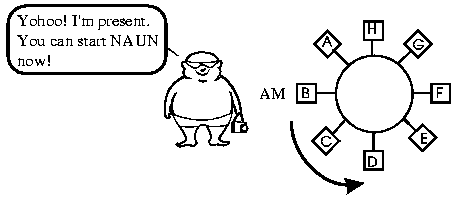 Yohoo! I'm present.
You can start NAUN
now!
AM
H
A
G
B
F
C
E
D